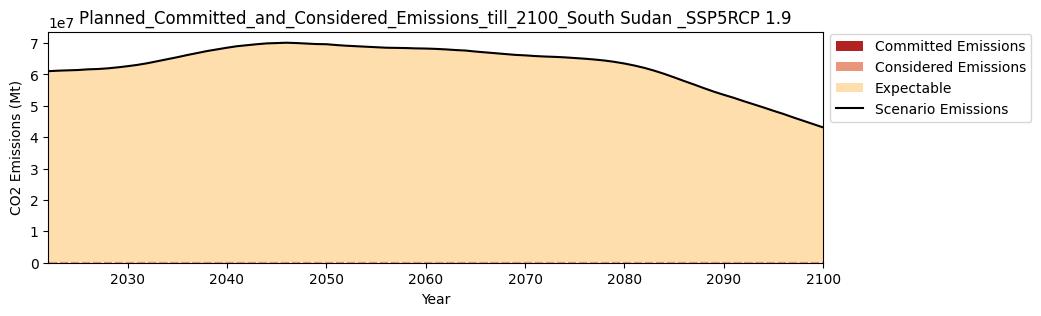 Planned_Committed_and_Considered_Emissions_till_2100_South Sudan _SSP5RCP 1.9
1e7
7
6
5
4
3
2
1
0
CO2 Emissions (Mt)
2030 2040 2050 2060 2070 2080 2090 2100
Year
Committed Emissions
Considered Emissions
Expectable
Scenario Emissions